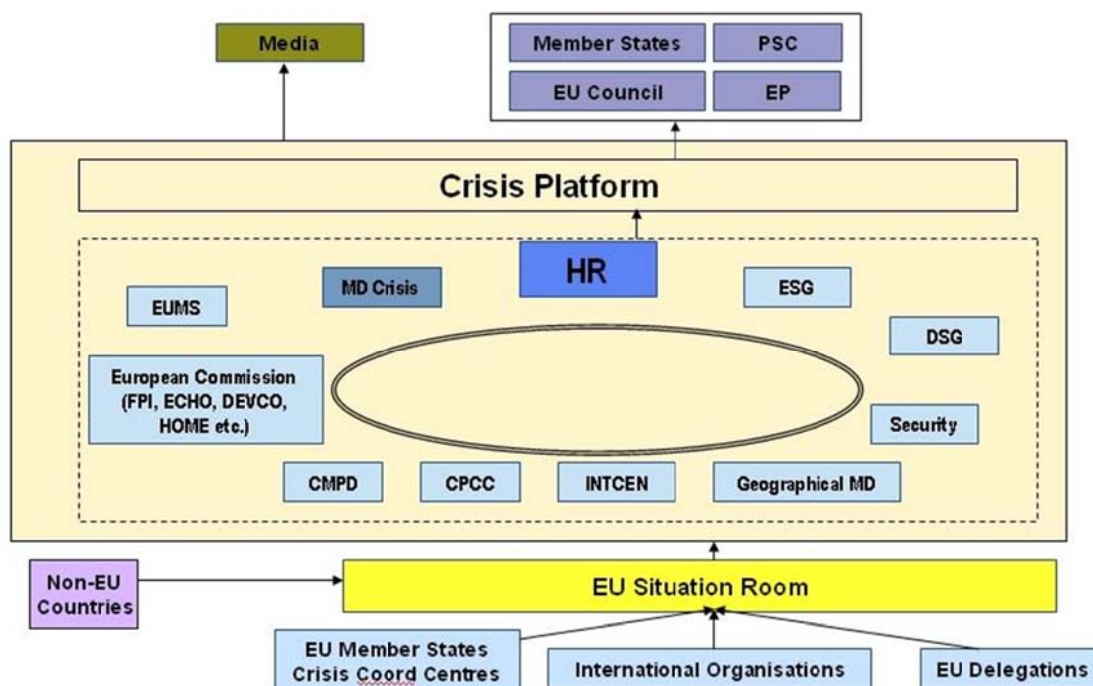 Media
Member States
PSC
EU Council
EP
Crisis Platform
HR
MD Crisis
ESG
EUMS
DSG
European Commission
(FPI, ECHO, DEVCO,
HOME etc.)
Security
CMPD
CPCC
INTCEN
Geographical MD
Non-EU
Countries
EU Situation Room
EU Member States
Crisis Coord Centres
International Organisations
EU Delegations